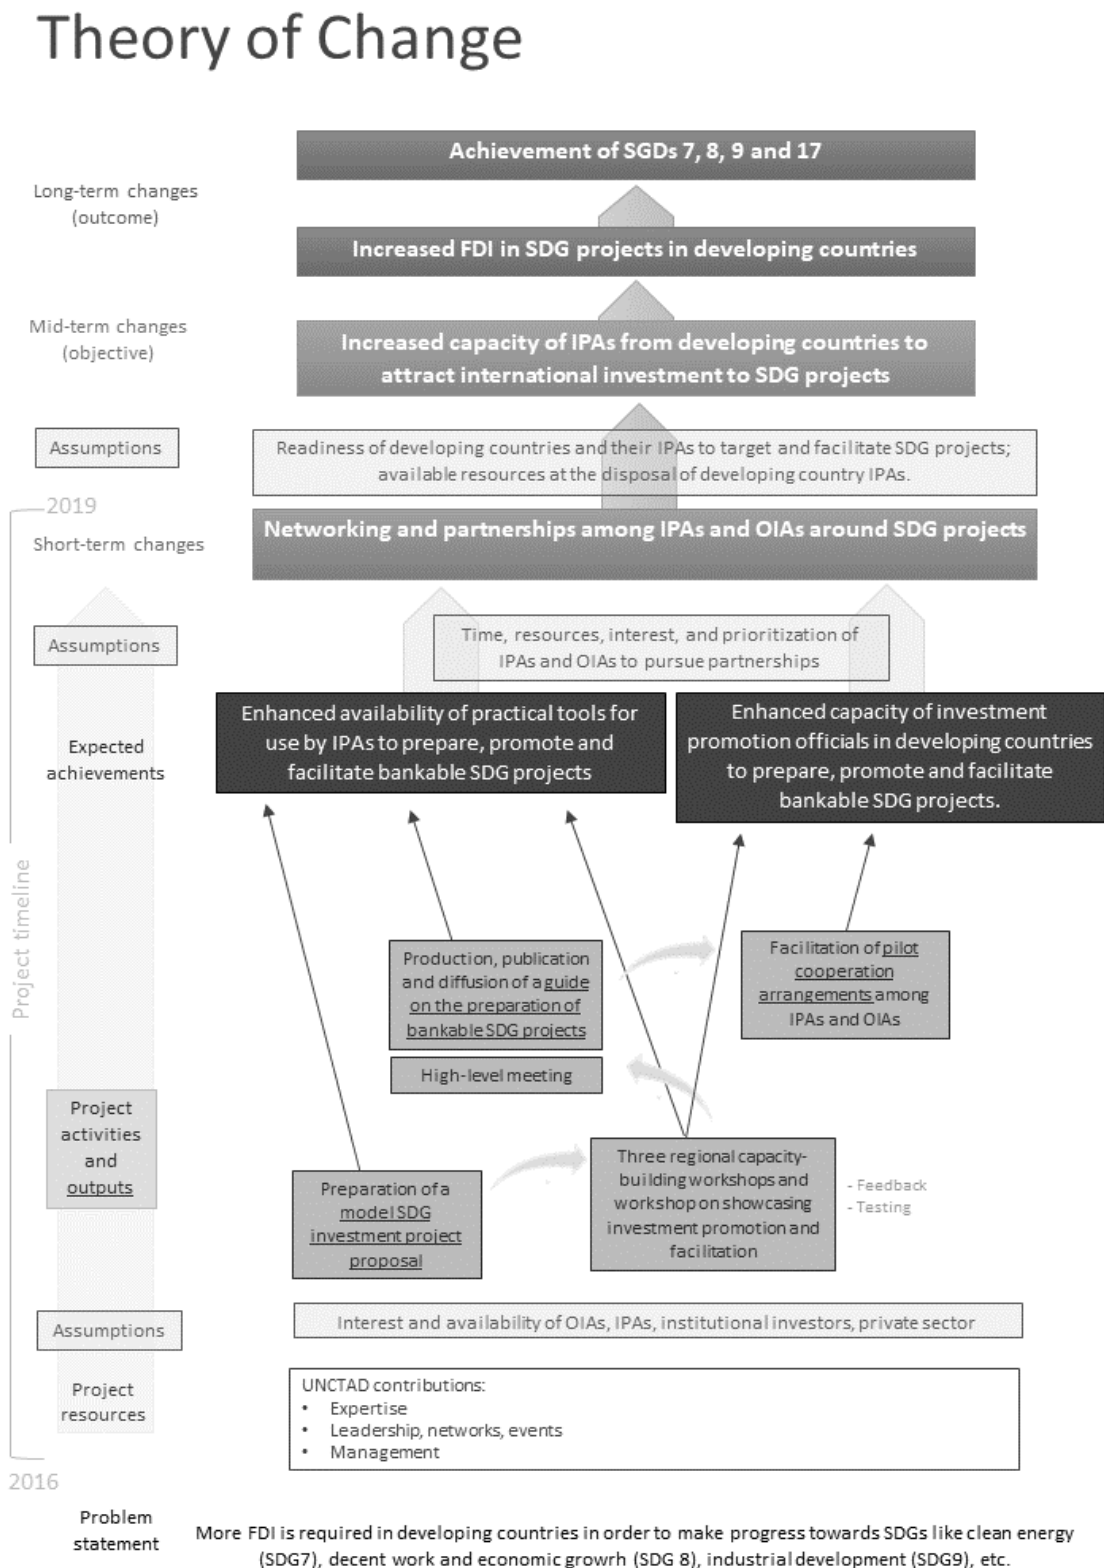 Theory of Change
Achievement of SGDs 7, 8, 9 and 17
Long-term changes
(outcome)
Increased FDI in SDG projects in developing countries
Mid-term changes
(objective)
Increased capacity of IPAs from developing countries to
attract international investment to SDG projects
Assumptions
Readiness of developing countries and their IPAs to target and facilitate SDG projects;
available resources at the disposal of developing country IPAs.
2019
Short-term changes
Networking and partnerships among IPAs and OIAs around SDG projects
Assumptions
Time, resources, interest, and prioritization of
IPAs and OIAs to pursue partnerships
Expected
achievements
Enhanced availability of practical tools for
use by IPAs to prepare, promote and
facilitate bankable SDG projects
Enhanced capacity of investment
promotion officials in developing countries
to prepare, promote and facilitate
bankable SDG projects.
Project timeline
Production, publication
and diffusion of a guide
on the preparation of
bankable SDG projects
High-level meeting
Facilitation of pilot
cooperation
arrangements among
IPAs and OIAs
Project
activities
and
outputs
Preparation of a
model SDG
investment project
proposal
Three regional capacity-
building workshops and
workshop on showcasing
investment promotion and
facilitation
- Feedback
- Testing
Assumptions
Interest and availability of OIAs, IPAs, institutional investors, private sector
Project
resources
UNCTAD contributions:
• Expertise
• Leadership, networks, events
• Management
2016
Problem
statement
More FDI is required in developing countries in order to make progress towards SDGs like clean energy
(SDG7), decent work and economic growrh (SDG 8), industrial development (SDG9), etc.